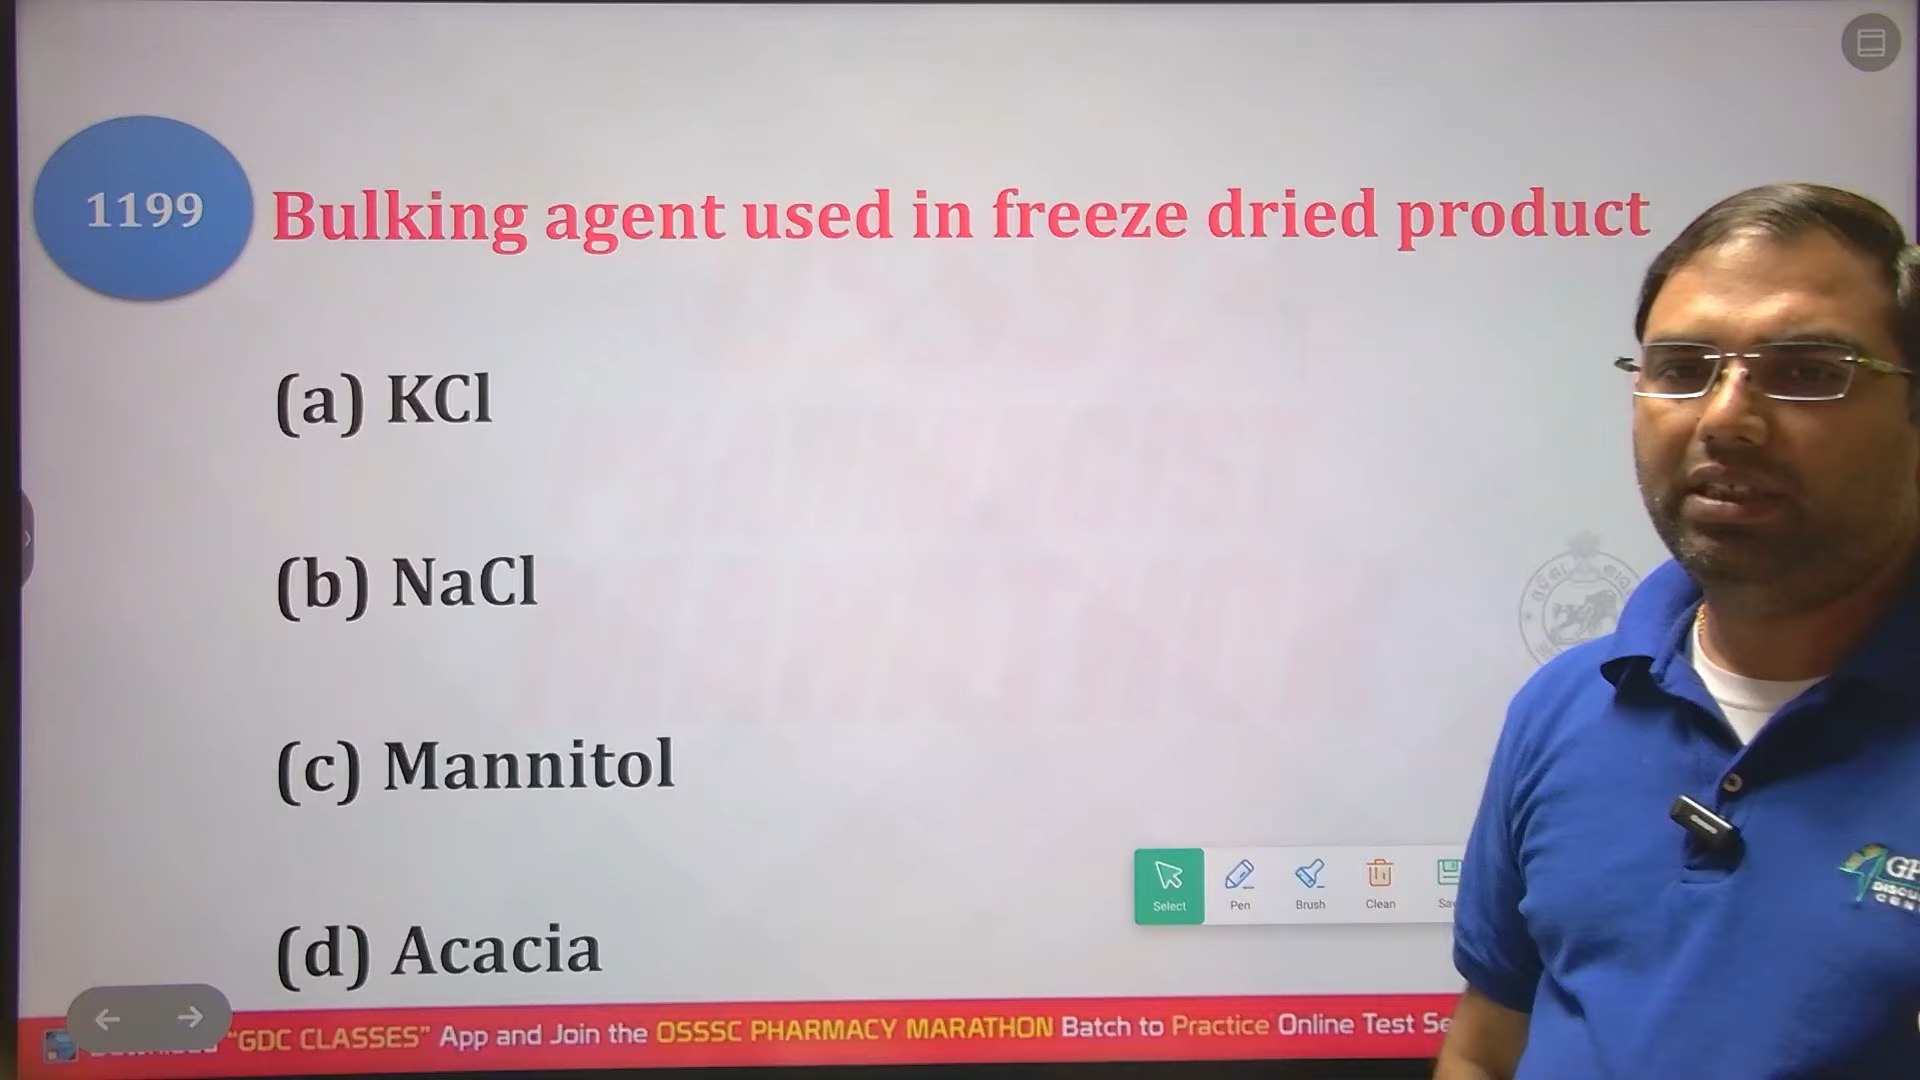 1199
Bulking agent used in freeze dried product
(a) KCl
(b) NaCl
(c) Mannitol
(d) Acacia
Select
Pen
Brush
Clean
"GDC CLASSES" App and Join the OSSSC PHARMACY MARATHON Batch to Practice Online Test